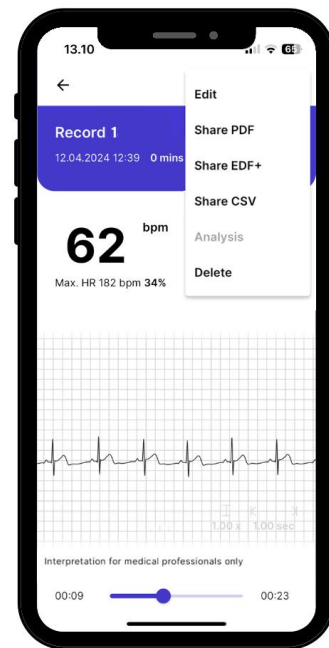 13.10
65
Edit
Record 1
Share PDF
12.04.2024 12:39 0 mins
Share EDF+
Share CSV
62 bpm
Analysis
Max. HR 182 bpm 34%
Delete
1.00 x 1.00 sec
Interpretation for medical professionals only
00:09 00:23